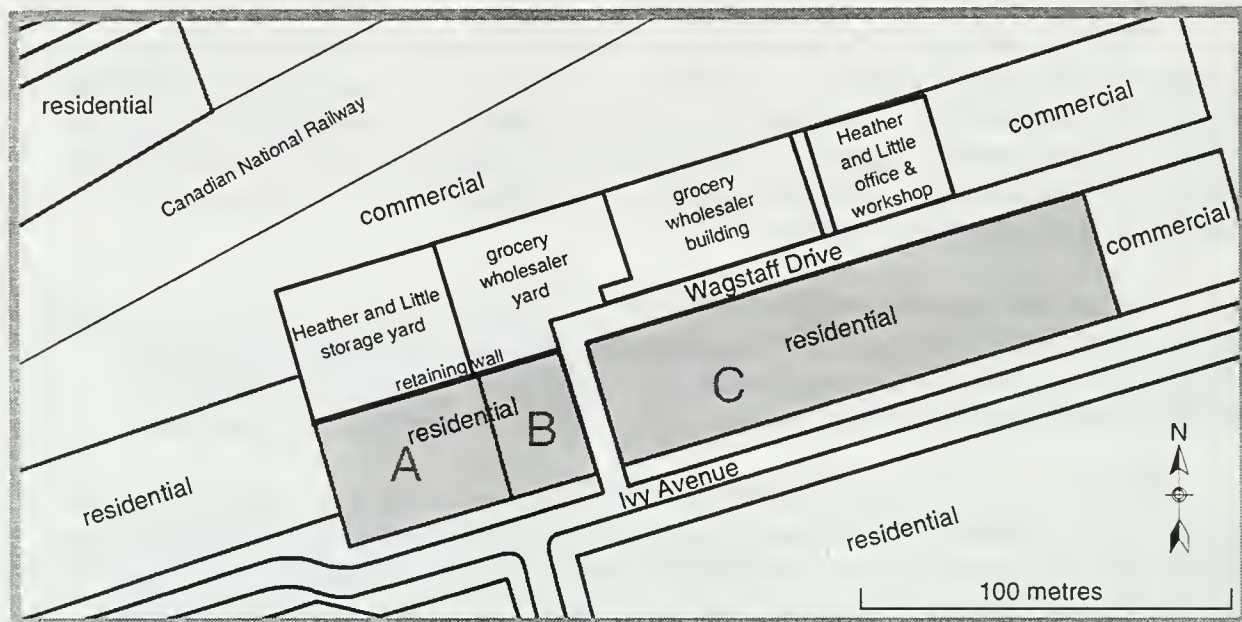 residential
Canadian National Railway
commercial
commercial
Heather
and Little
office &
workshop
grocery
wholesaler
building
grocery
wholesaler
yard
commercial
Wagstaff Drive
Heather and Little
storage yard
residential
retaining wall
residential
A
B
C
residential
Ivy Avenue
residential
N
100 metres